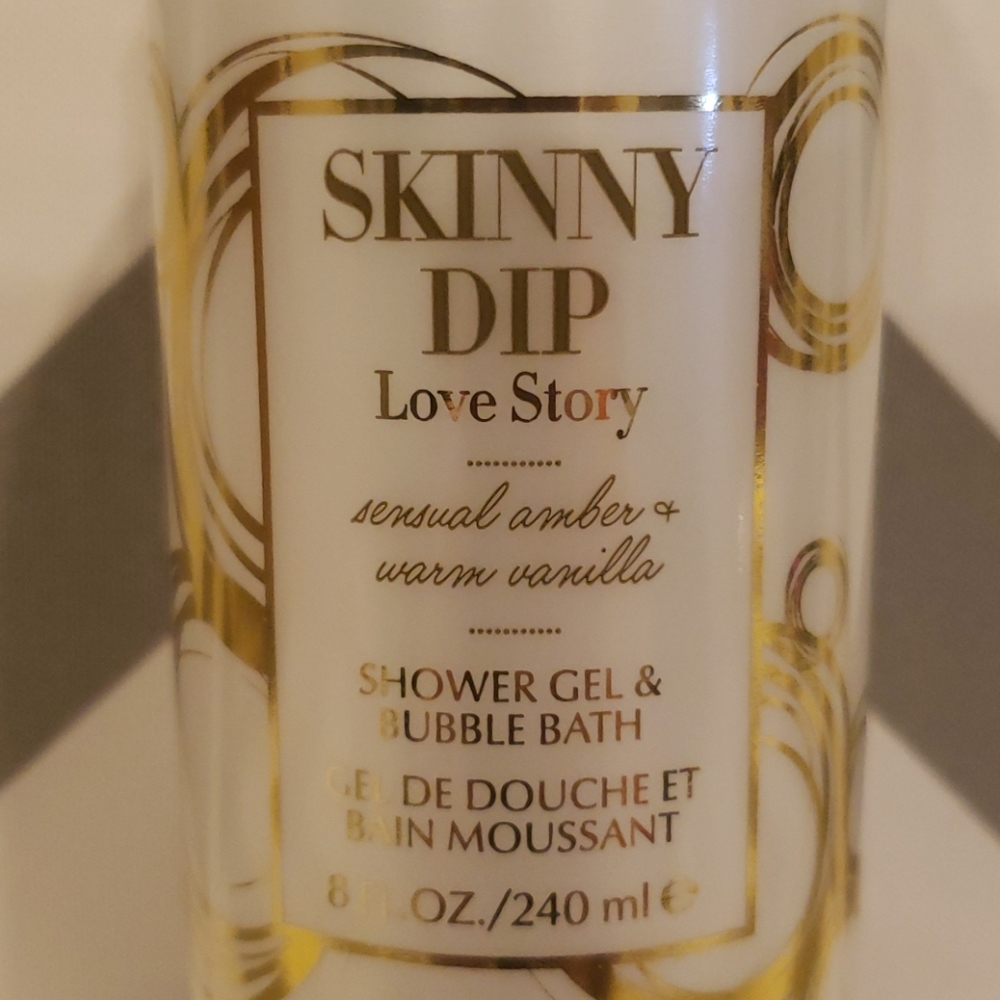 SKINNY
DIP
Love Story
sensual amber &
warm vanilla
SHOWER GEL &
BUBBLE BATH
GEL DE DOUCHE ET
BAIN MOUSSANT
8 fl.OZ./240 ml ℮